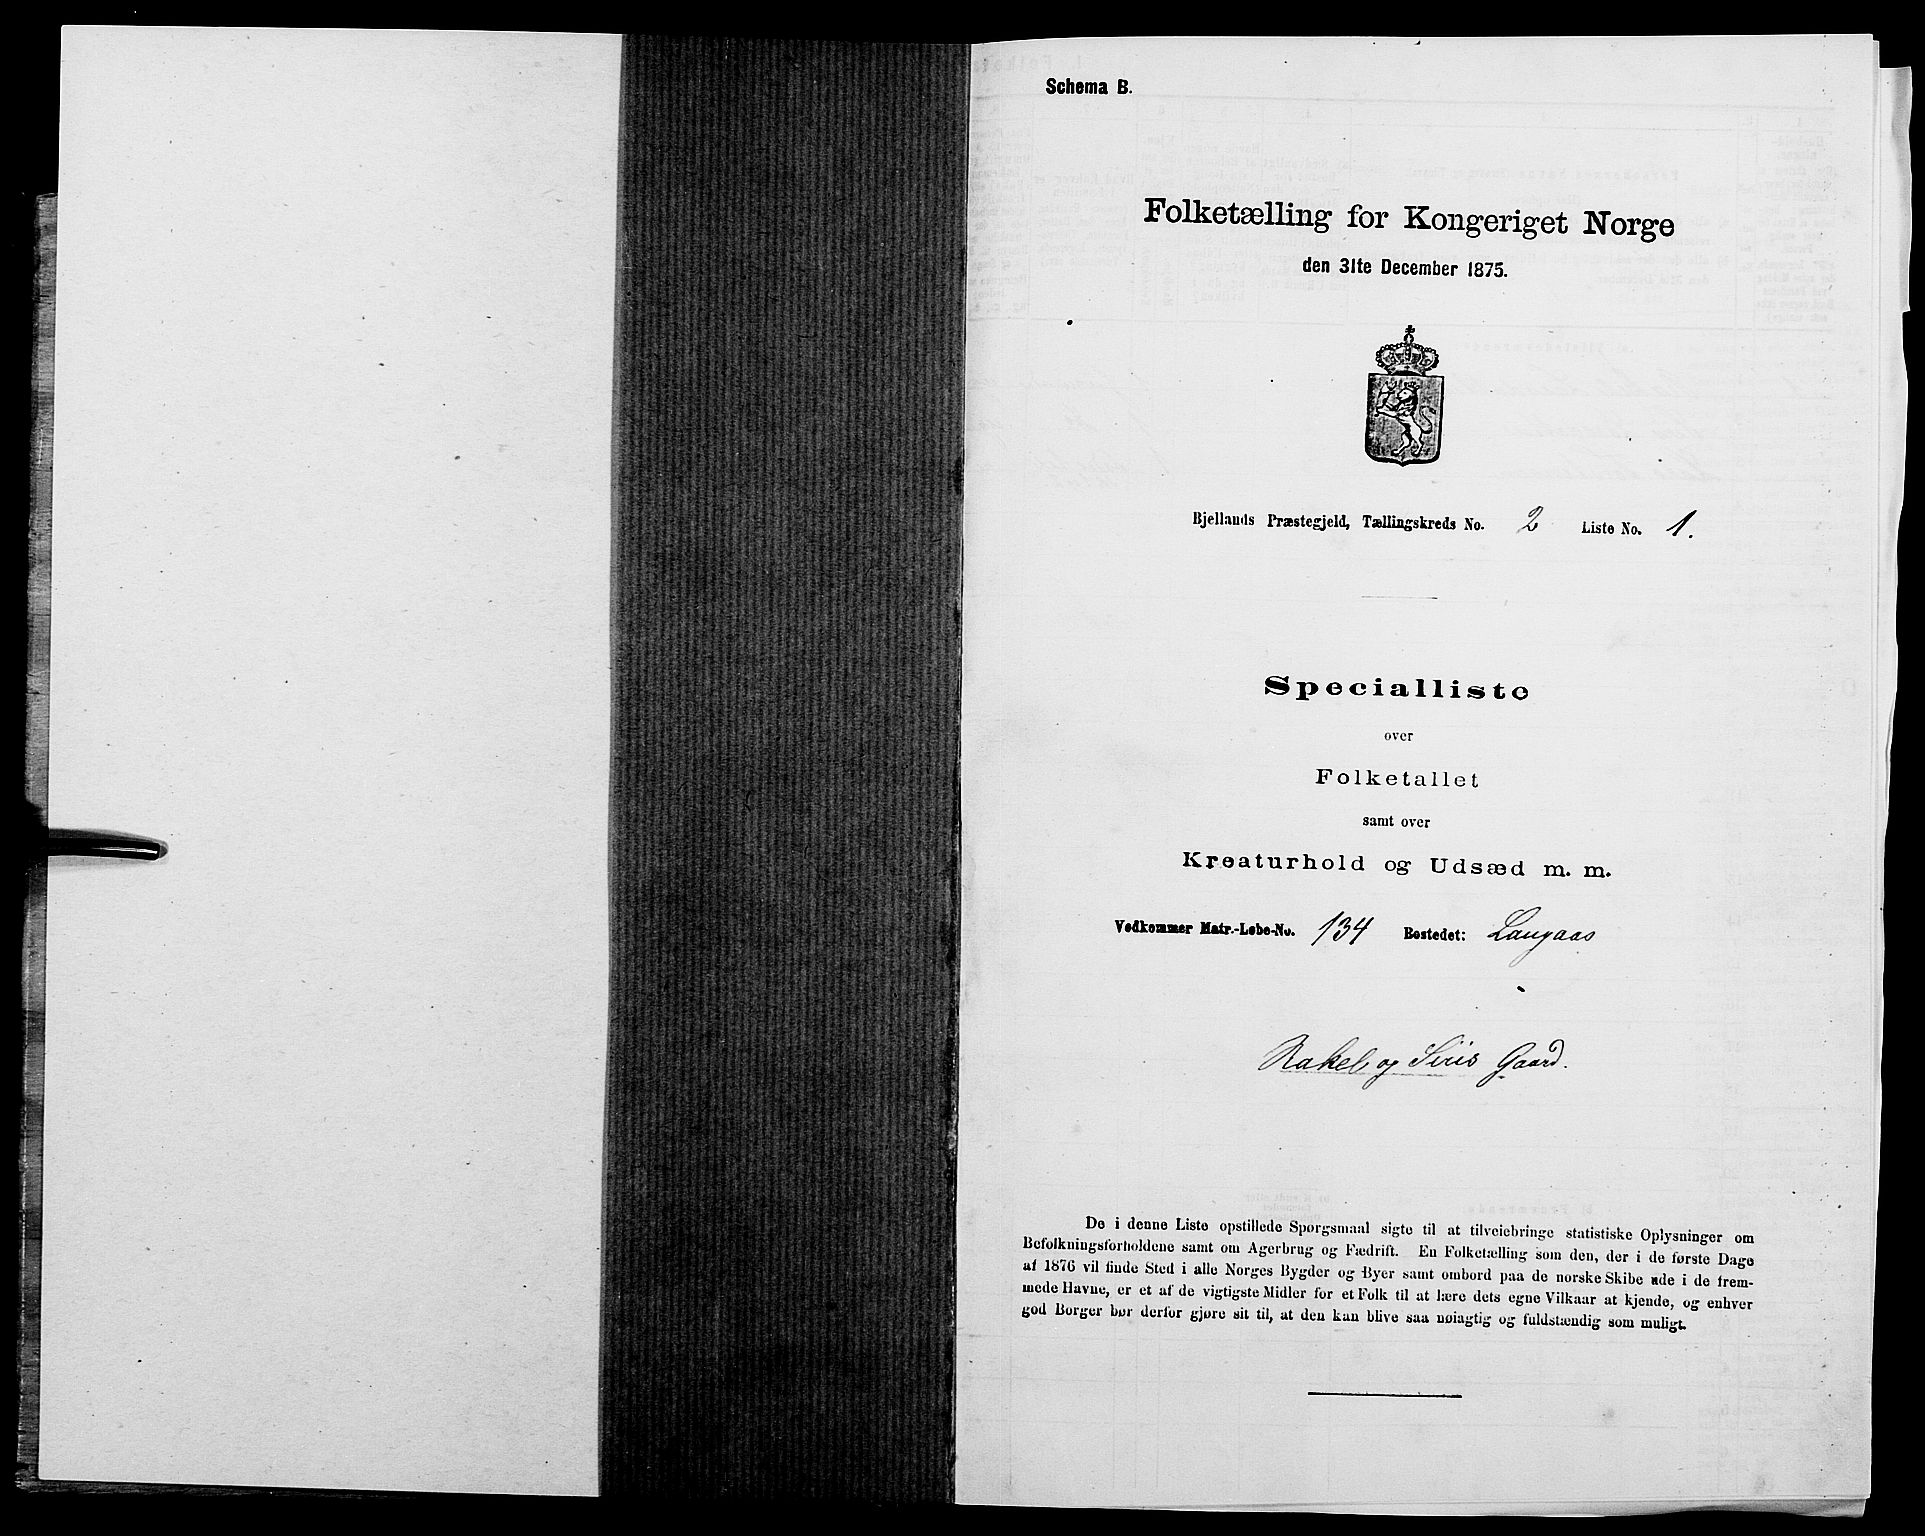 Schema B.
Folketælling for Kongeriget Norge
den 31te December 1875.
Bjellands Præstegjeld, Tællingskreds No. 2 Liste No. 1.
Specialliste
over
Folketallet
samt over
Kreaturhold og Udsæd m. m.
Vedkommer Matr.-Løbe-No. 134 Bostedet: Langaas
Rakel og Siris Gaard.
De i denne Liste opstillede Spørgsmaal sigte til at tilveiebringe statistiske Oplysninger om
Befolkningsforholdene samt om Agerbrug og Fædrift. En Folketælling som den, der i de første Dage
af 1876 vil finde Sted i alle Norges Bygder og Byer samt ombord paa de norske Skibe ude i de frem-
mede Havne, er et af de vigtigste Midler for et Folk til at lære dets egne Vilkaar at kjende, og enhver
god Borger bør derfor gjøre sit til, at den kan blive saa nøiagtig og fuldstændig som muligt.